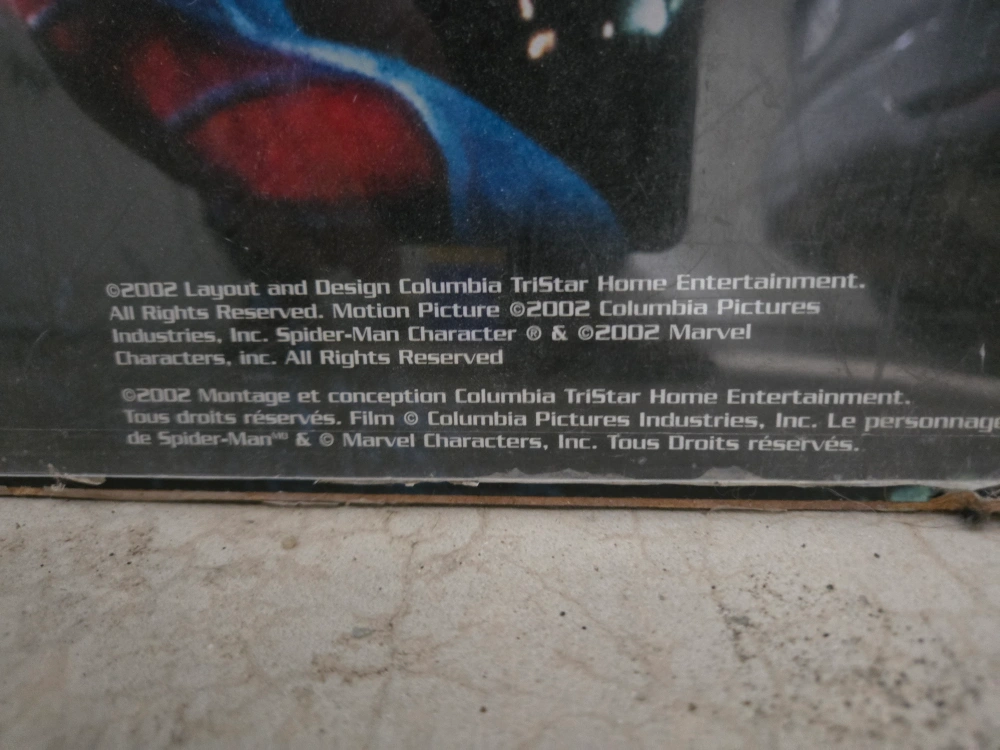 ©2002 Layout and Design Columbia TriStar Home Entertainment.
All Rights Reserved. Motion Picture ©2002 Columbia Pictures
Industries, Inc. Spider-Man Character ® & ©2002 Marvel
Characters, inc. All Rights Reserved
©2002 Montage et conception Columbia TriStar Home Entertainment.
Tous droits réservés. Film © Columbia Pictures Industries, Inc. Le personnag
de Spider-Man & © Marvel Characters, Inc. Tous Droits réservés.